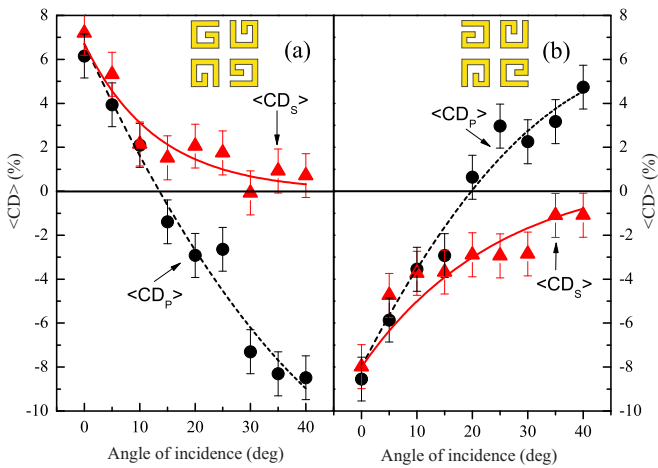 8
6
4
2
0
-2
-4
-6
-8
-10
<CD> (%)
(a)
<CD_S>
<CD_P>
0 10 20 30 40
Angle of incidence (deg)
(b)
<CD_P>
<CD_S>
0 10 20 30 40
Angle of incidence (deg)
8
6
4
2
0
-2
-4
-6
-8
-10
<CD> (%)